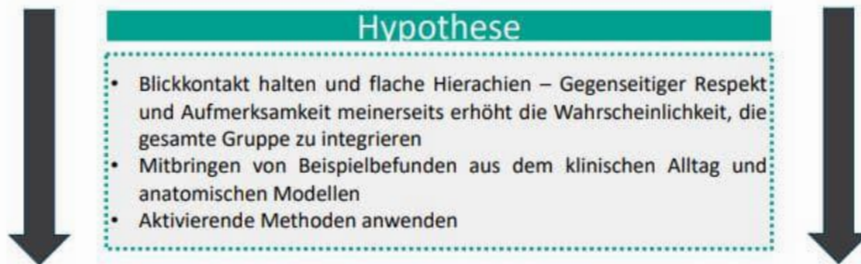 Hypothese
• Blickkontakt halten und flache Hierachien – Gegenseitiger Respekt
und Aufmerksamkeit meinerseits erhöht die Wahrscheinlichkeit, die
gesamte Gruppe zu integrieren
• Mitbringen von Beispielbefunden aus dem klinischen Alltag und
anatomischen Modellen
• Aktivierende Methoden anwenden